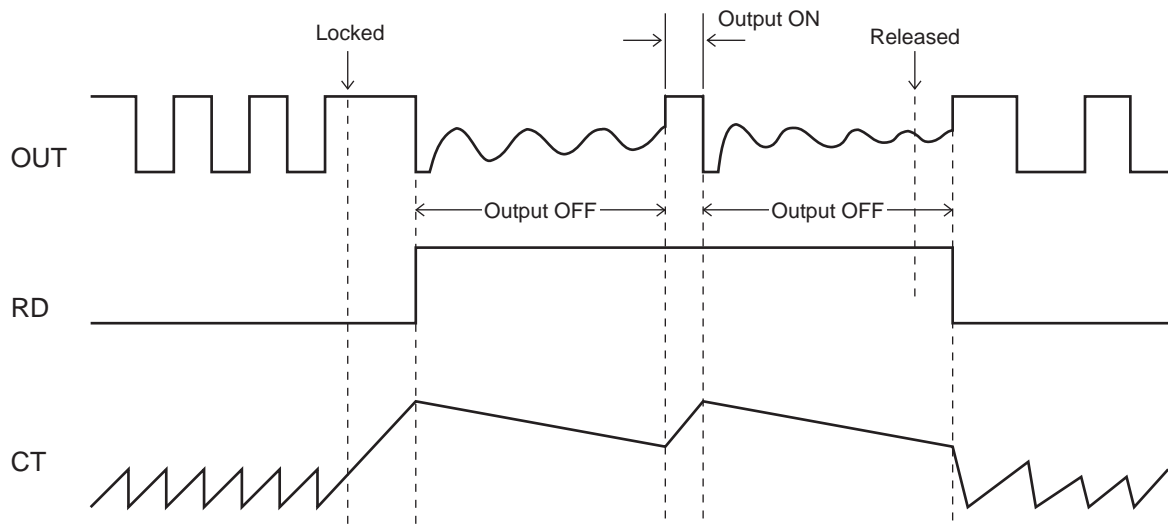 Output ON
Locked
Released
OUT
Output OFF
Output OFF
RD
CT